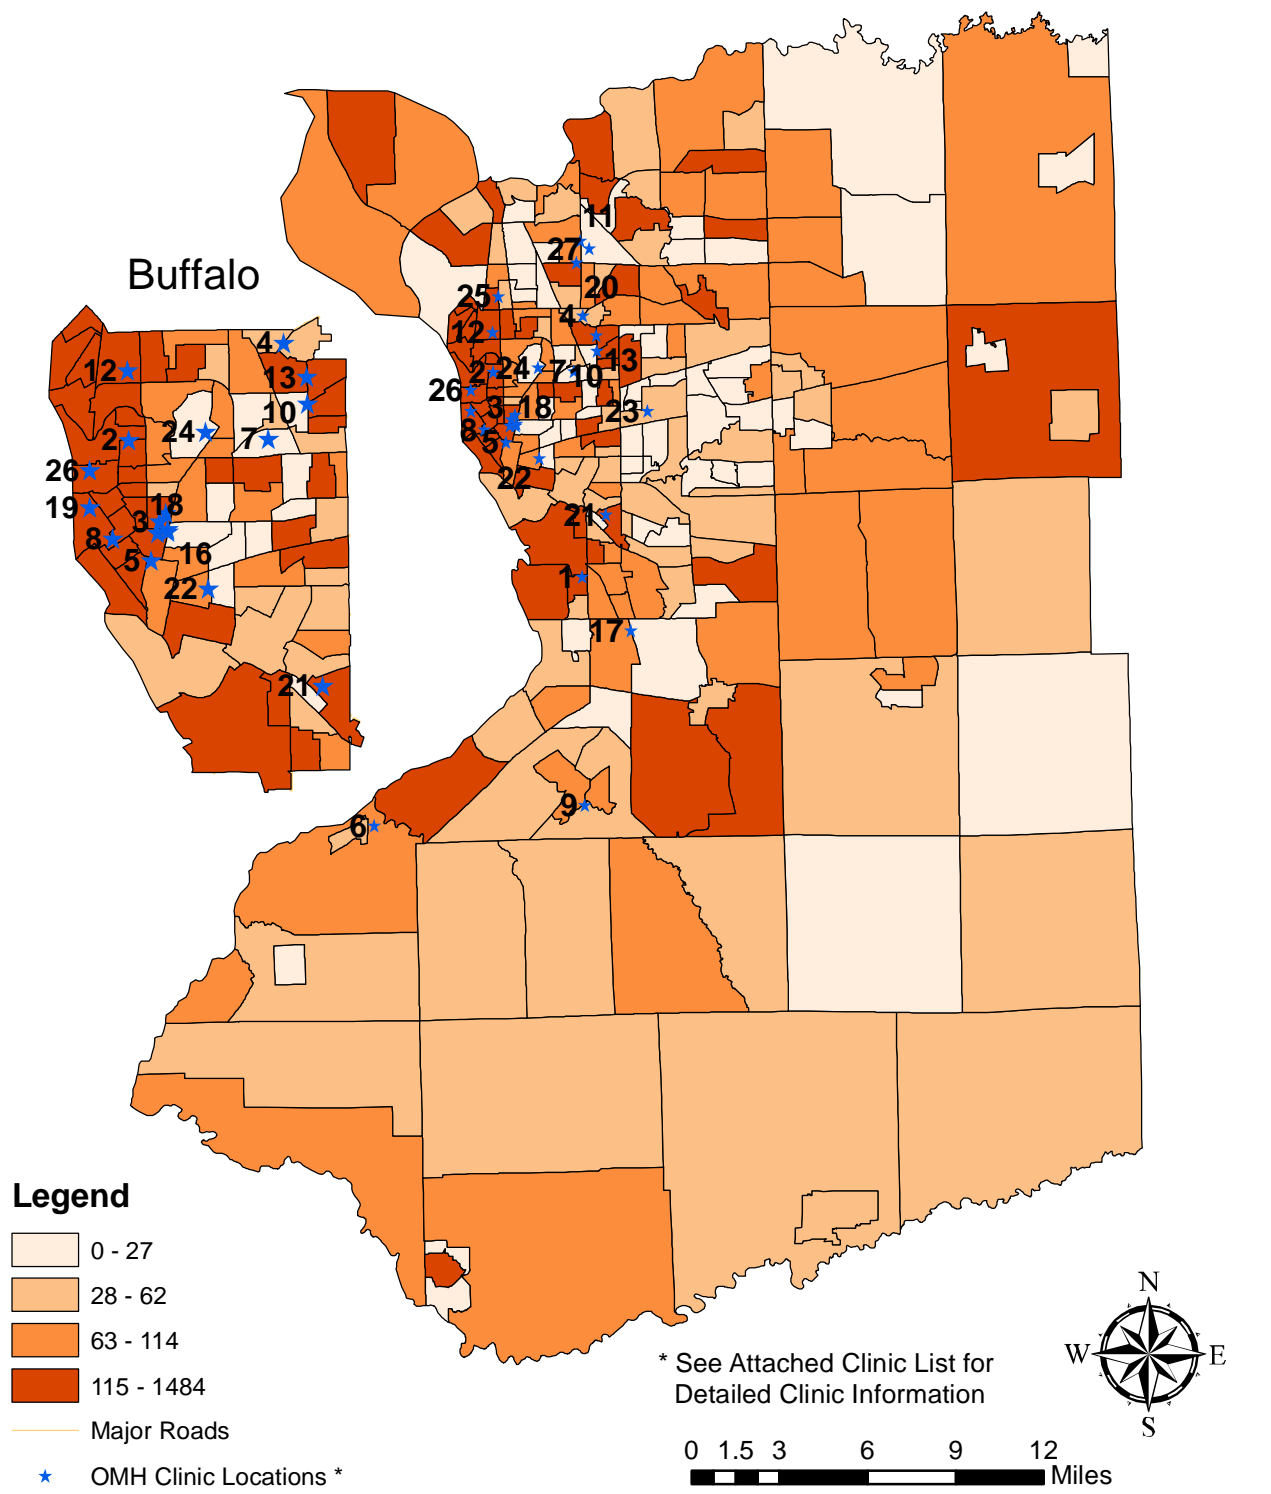 Buffalo
11
27
20
25
4
12
13
2
24
7
10
26
3
18
23
8
5
22
21
1
17
9
6
4
12
13
10
24
2
7
26
19
18
3
8
16
5
22
21
Legend
0 - 27
28 - 62
63 - 114
115 - 1484
Major Roads
OMH Clinic Locations *
* See Attached Clinic List for
Detailed Clinic Information
0 1.5 3 6 9 12
Miles
N
W E
S